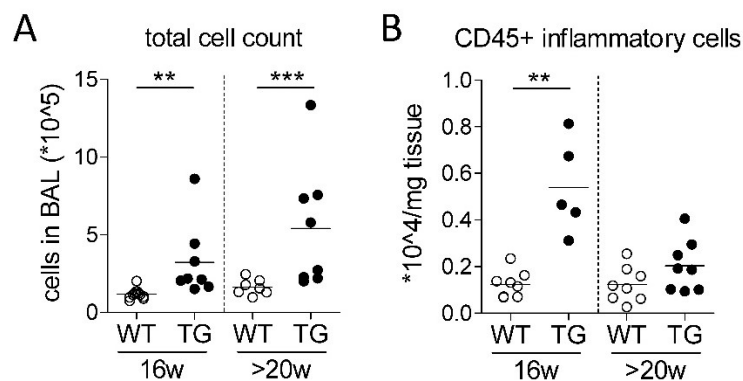 A
total cell count
cells in BAL (*10^5)
15
10
5
0
**
***
WT TG WT TG
16w >20w
B
CD45+ inflammatory cells
*10^4/mg tissue
1.0
0.8
0.6
0.4
0.2
0.0
**
WT TG WT TG
16w >20w